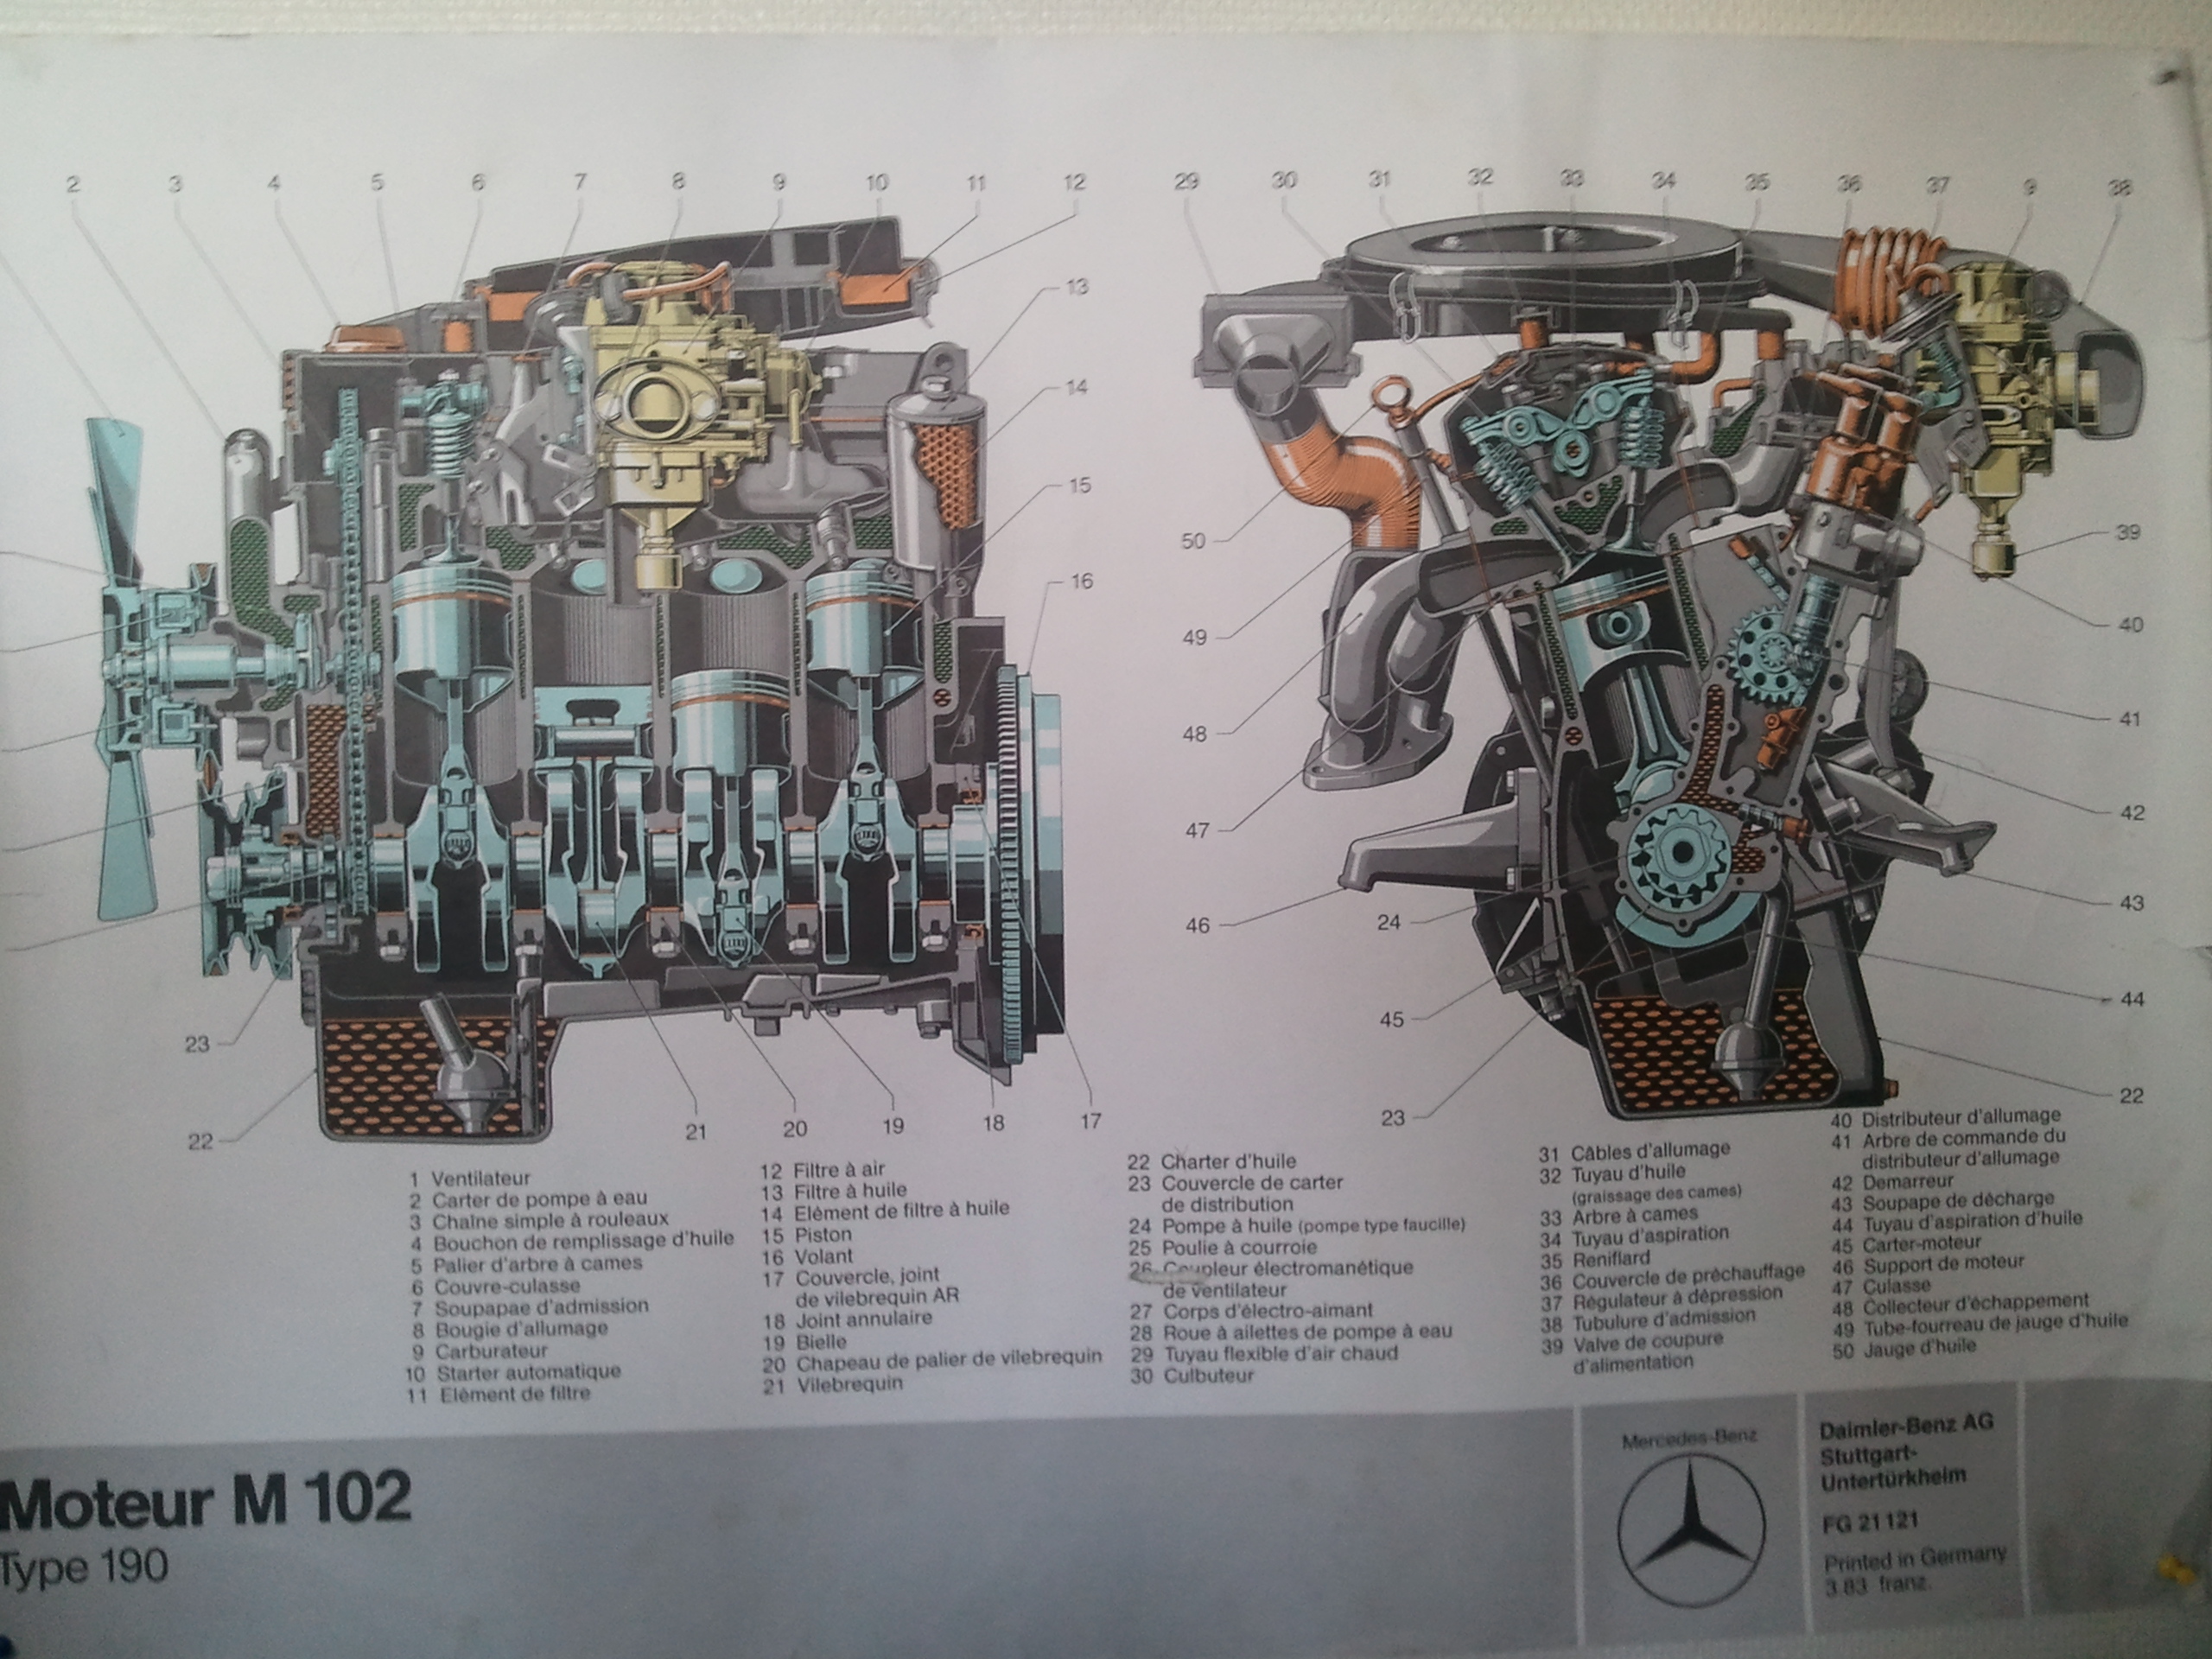 2 3 4 5 6 7 8 9 10 11 12
29 30 31 32 33 34 35 36 37 9 38
13
14
15
16
50
49
48
47
46
24
45
23
39
40
41
42
43
44
22
23
22
21 20 19 18 17
1 Ventilateur
2 Carter de pompe à eau
3 Chaîne simple à rouleaux
4 Bouchon de remplissage d'huile
5 Palier d'arbre à cames
6 Couvre-culasse
7 Soupapae d'admission
8 Bougie d'allumage
9 Carburateur
10 Starter automatique
11 Elément de filtre
12 Filtre à air
13 Filtre à huile
14 Elément de filtre à huile
15 Piston
16 Volant
17 Couvercle, joint
de vilebrequin AR
18 Joint annulaire
19 Bielle
20 Chapeau de palier de vilebrequin
21 Vilebrequin
22 Charter d'huile
23 Couvercle de carter
de distribution
24 Pompe à huile (pompe type faucille)
25 Poulie à courroie
26 Coupleur électromanétique
de ventilateur
27 Corps d'électro-aimant
28 Roue à ailettes de pompe à eau
29 Tuyau flexible d'air chaud
30 Culbuteur
31 Câbles d'allumage
32 Tuyau d'huile
(graissage des cames)
33 Arbre à cames
34 Tuyau d'aspiration
35 Reniflard
36 Couvercle de préchauffage
37 Régulateur à dépression
38 Tubulure d'admission
39 Valve de coupure
d'alimentation
40 Distributeur d'allumage
41 Arbre de commande du
distributeur d'allumage
42 Demarreur
43 Soupape de décharge
44 Tuyau d'aspiration d'huile
45 Carter-moteur
46 Support de moteur
47 Culasse
48 Collecteur d'échappement
49 Tube-fourreau de jauge d'huile
50 Jauge d'huile
Moteur M 102
Type 190
Mercedes-Benz
Daimler-Benz AG
Stuttgart-
Untertürkheim
FG 21 121
Printed in Germany
3.83 franz.